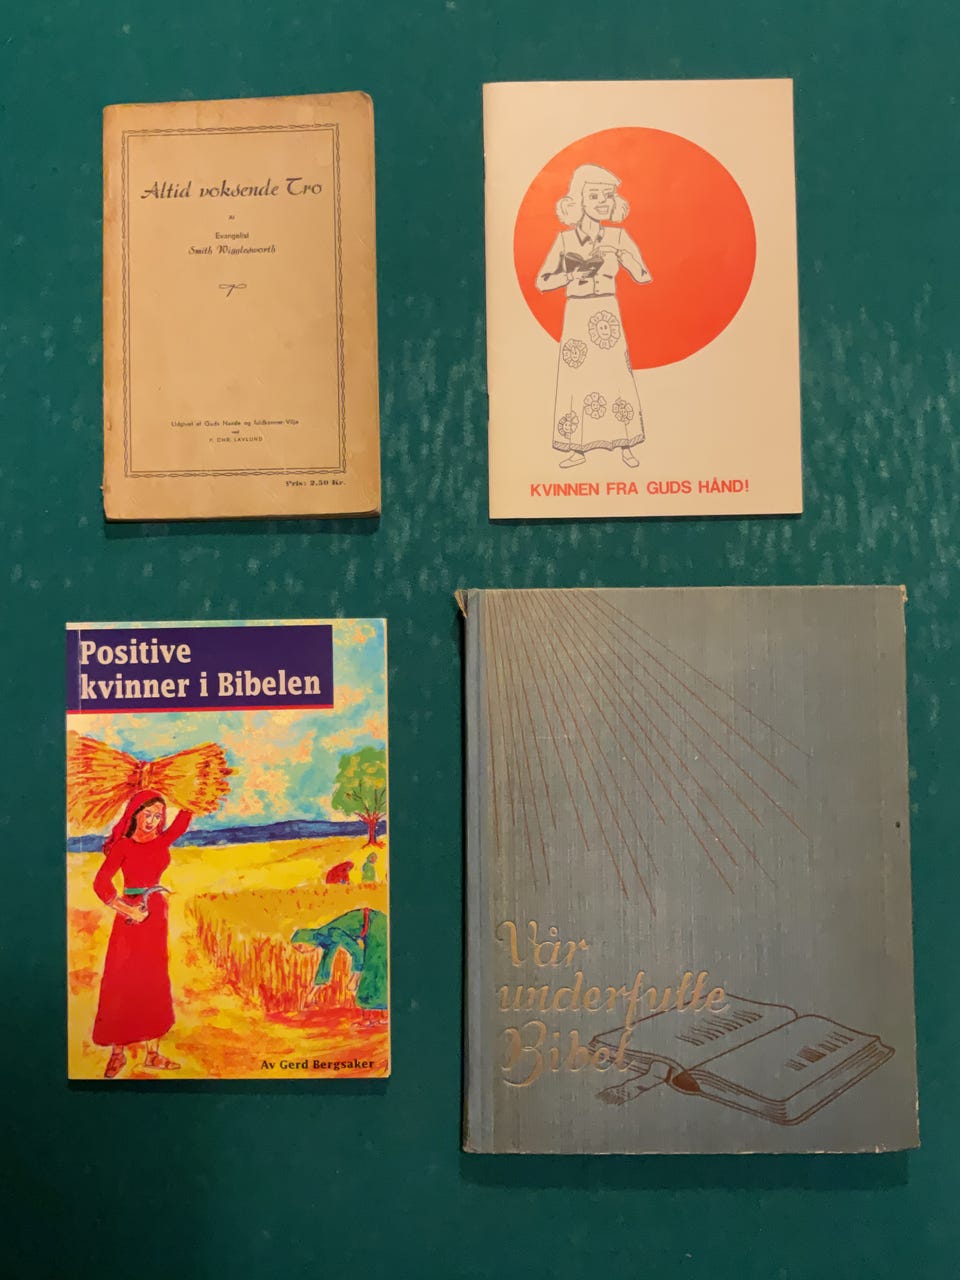 Altid voksende Tro
Af
Evangelist
Smith Wigglesworth
Udgivet af Guds Naade og fuldkomne Vilje
ved
P. CHR. LAVLUND
Pris: 2,50 Kr.
KVINNEN FRA GUDS HÅND!
Positive
kvinner i Bibelen
Av Gerd Bergsaker
Vår
underfulle
Bibel